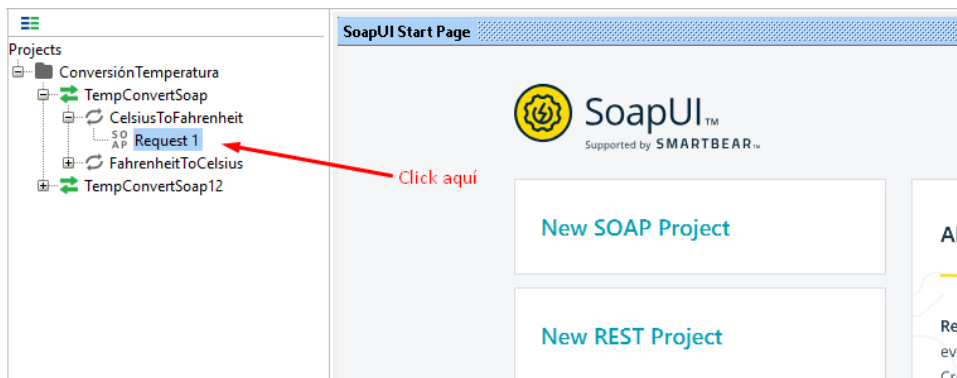 Projects
ConversiónTemperatura
TempConvertSoap
CelsiusToFahrenheit
SO
AP
Request 1
FahrenheitToCelsius
TempConvertSoap12
SoapUI Start Page
SoapUI™
Supported by SMARTBEAR™
Click aquí
New SOAP Project
New REST Project